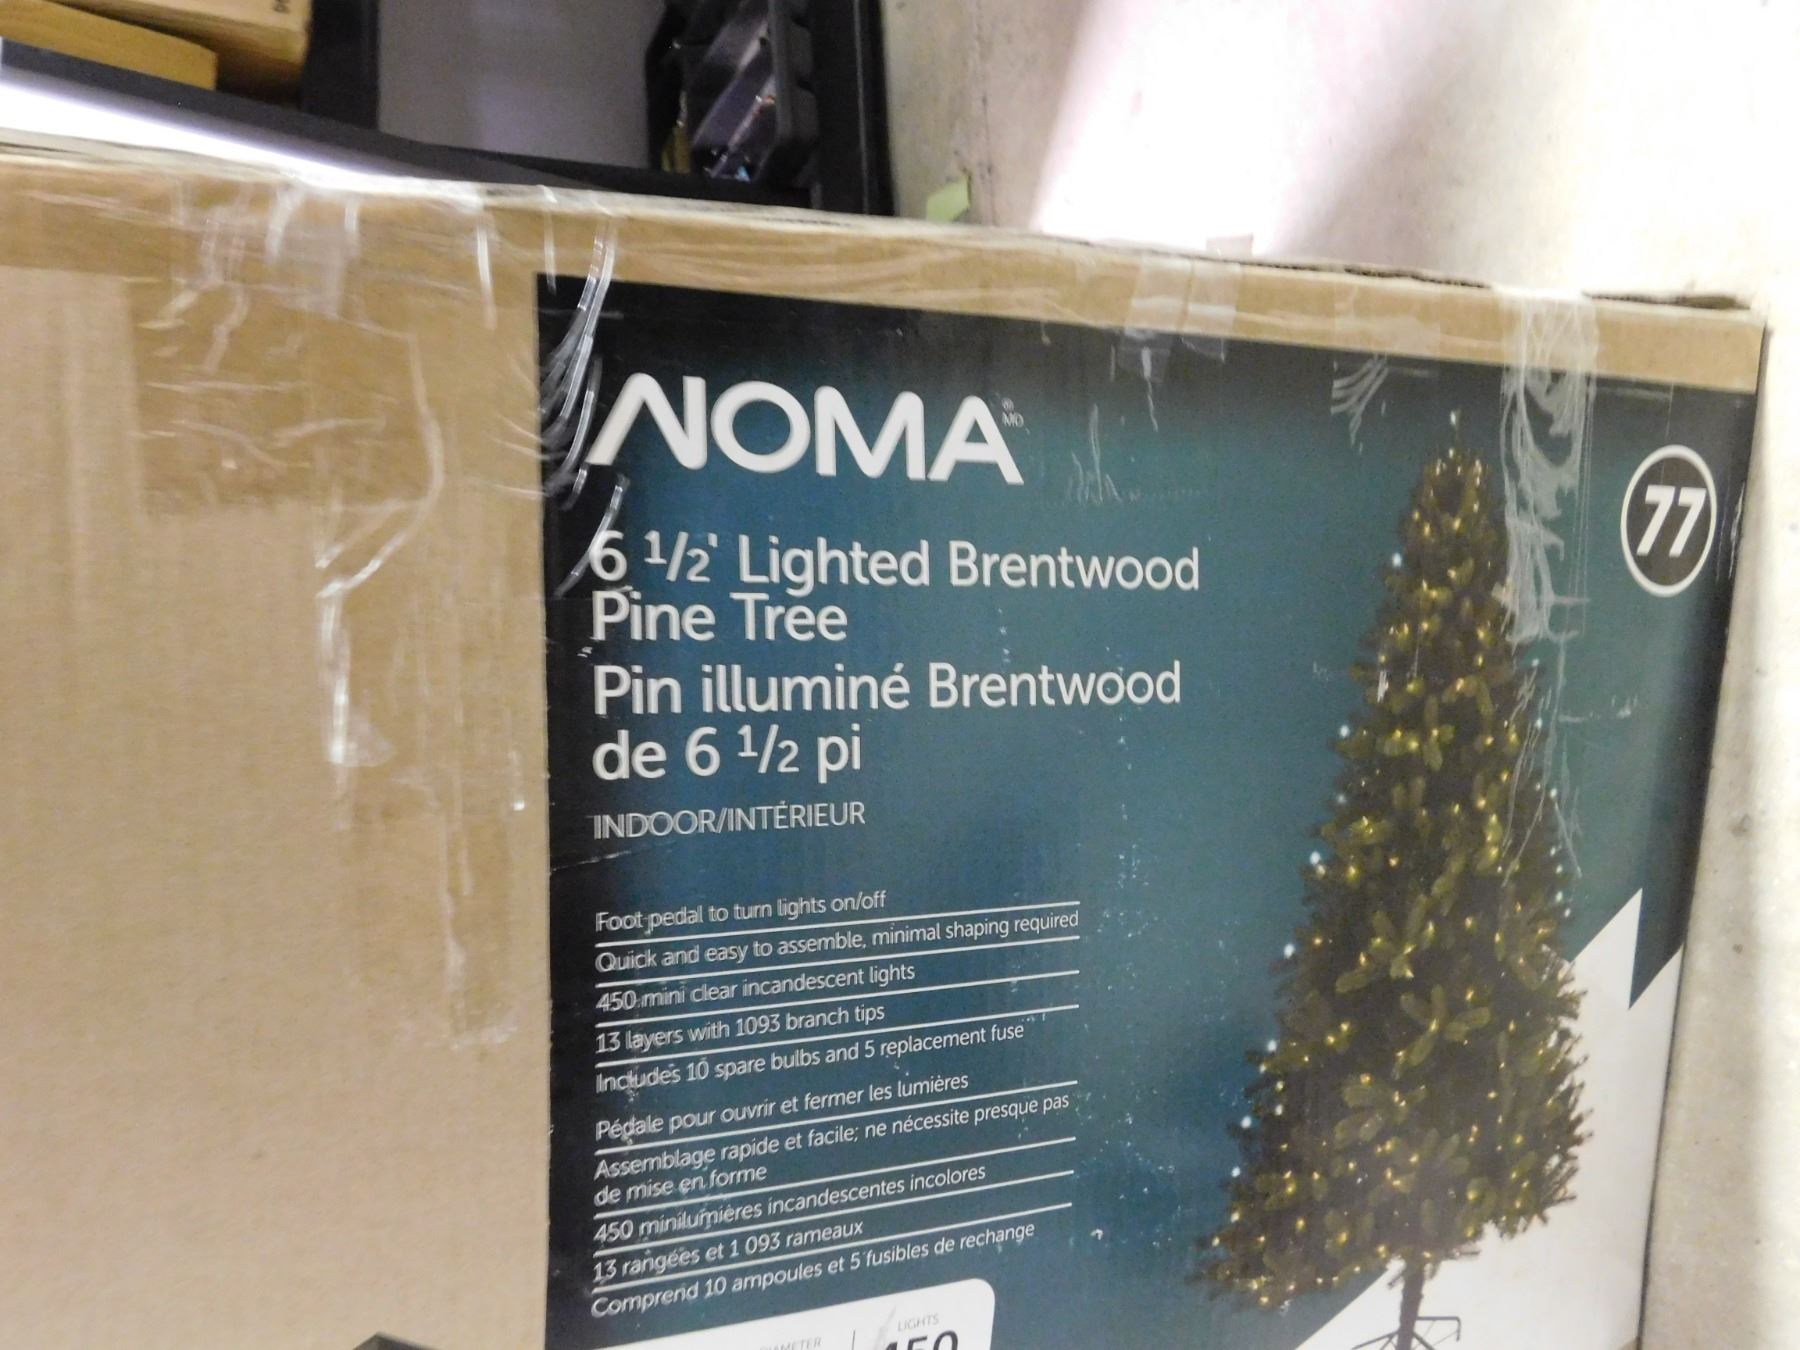 NOMA
® MD
77
6 1/2' Lighted Brentwood
Pine Tree
Pin illuminé Brentwood
de 6 1/2 pi
INDOOR/INTÉRIEUR
Foot pedal to turn lights on/off
Quick and easy to assemble, minimal shaping required
450 mini clear incandescent lights
13 layers with 1093 branch tips
Includes 10 spare bulbs and 5 replacement fuse
Pédale pour ouvrir et fermer les lumières
Assemblage rapide et facile; ne nécessite presque pas
de mise en forme
450 minilumières incandescentes incolores
13 rangées et 1 093 rameaux
Comprend 10 ampoules et 5 fusibles de rechange
LIGHTS
450